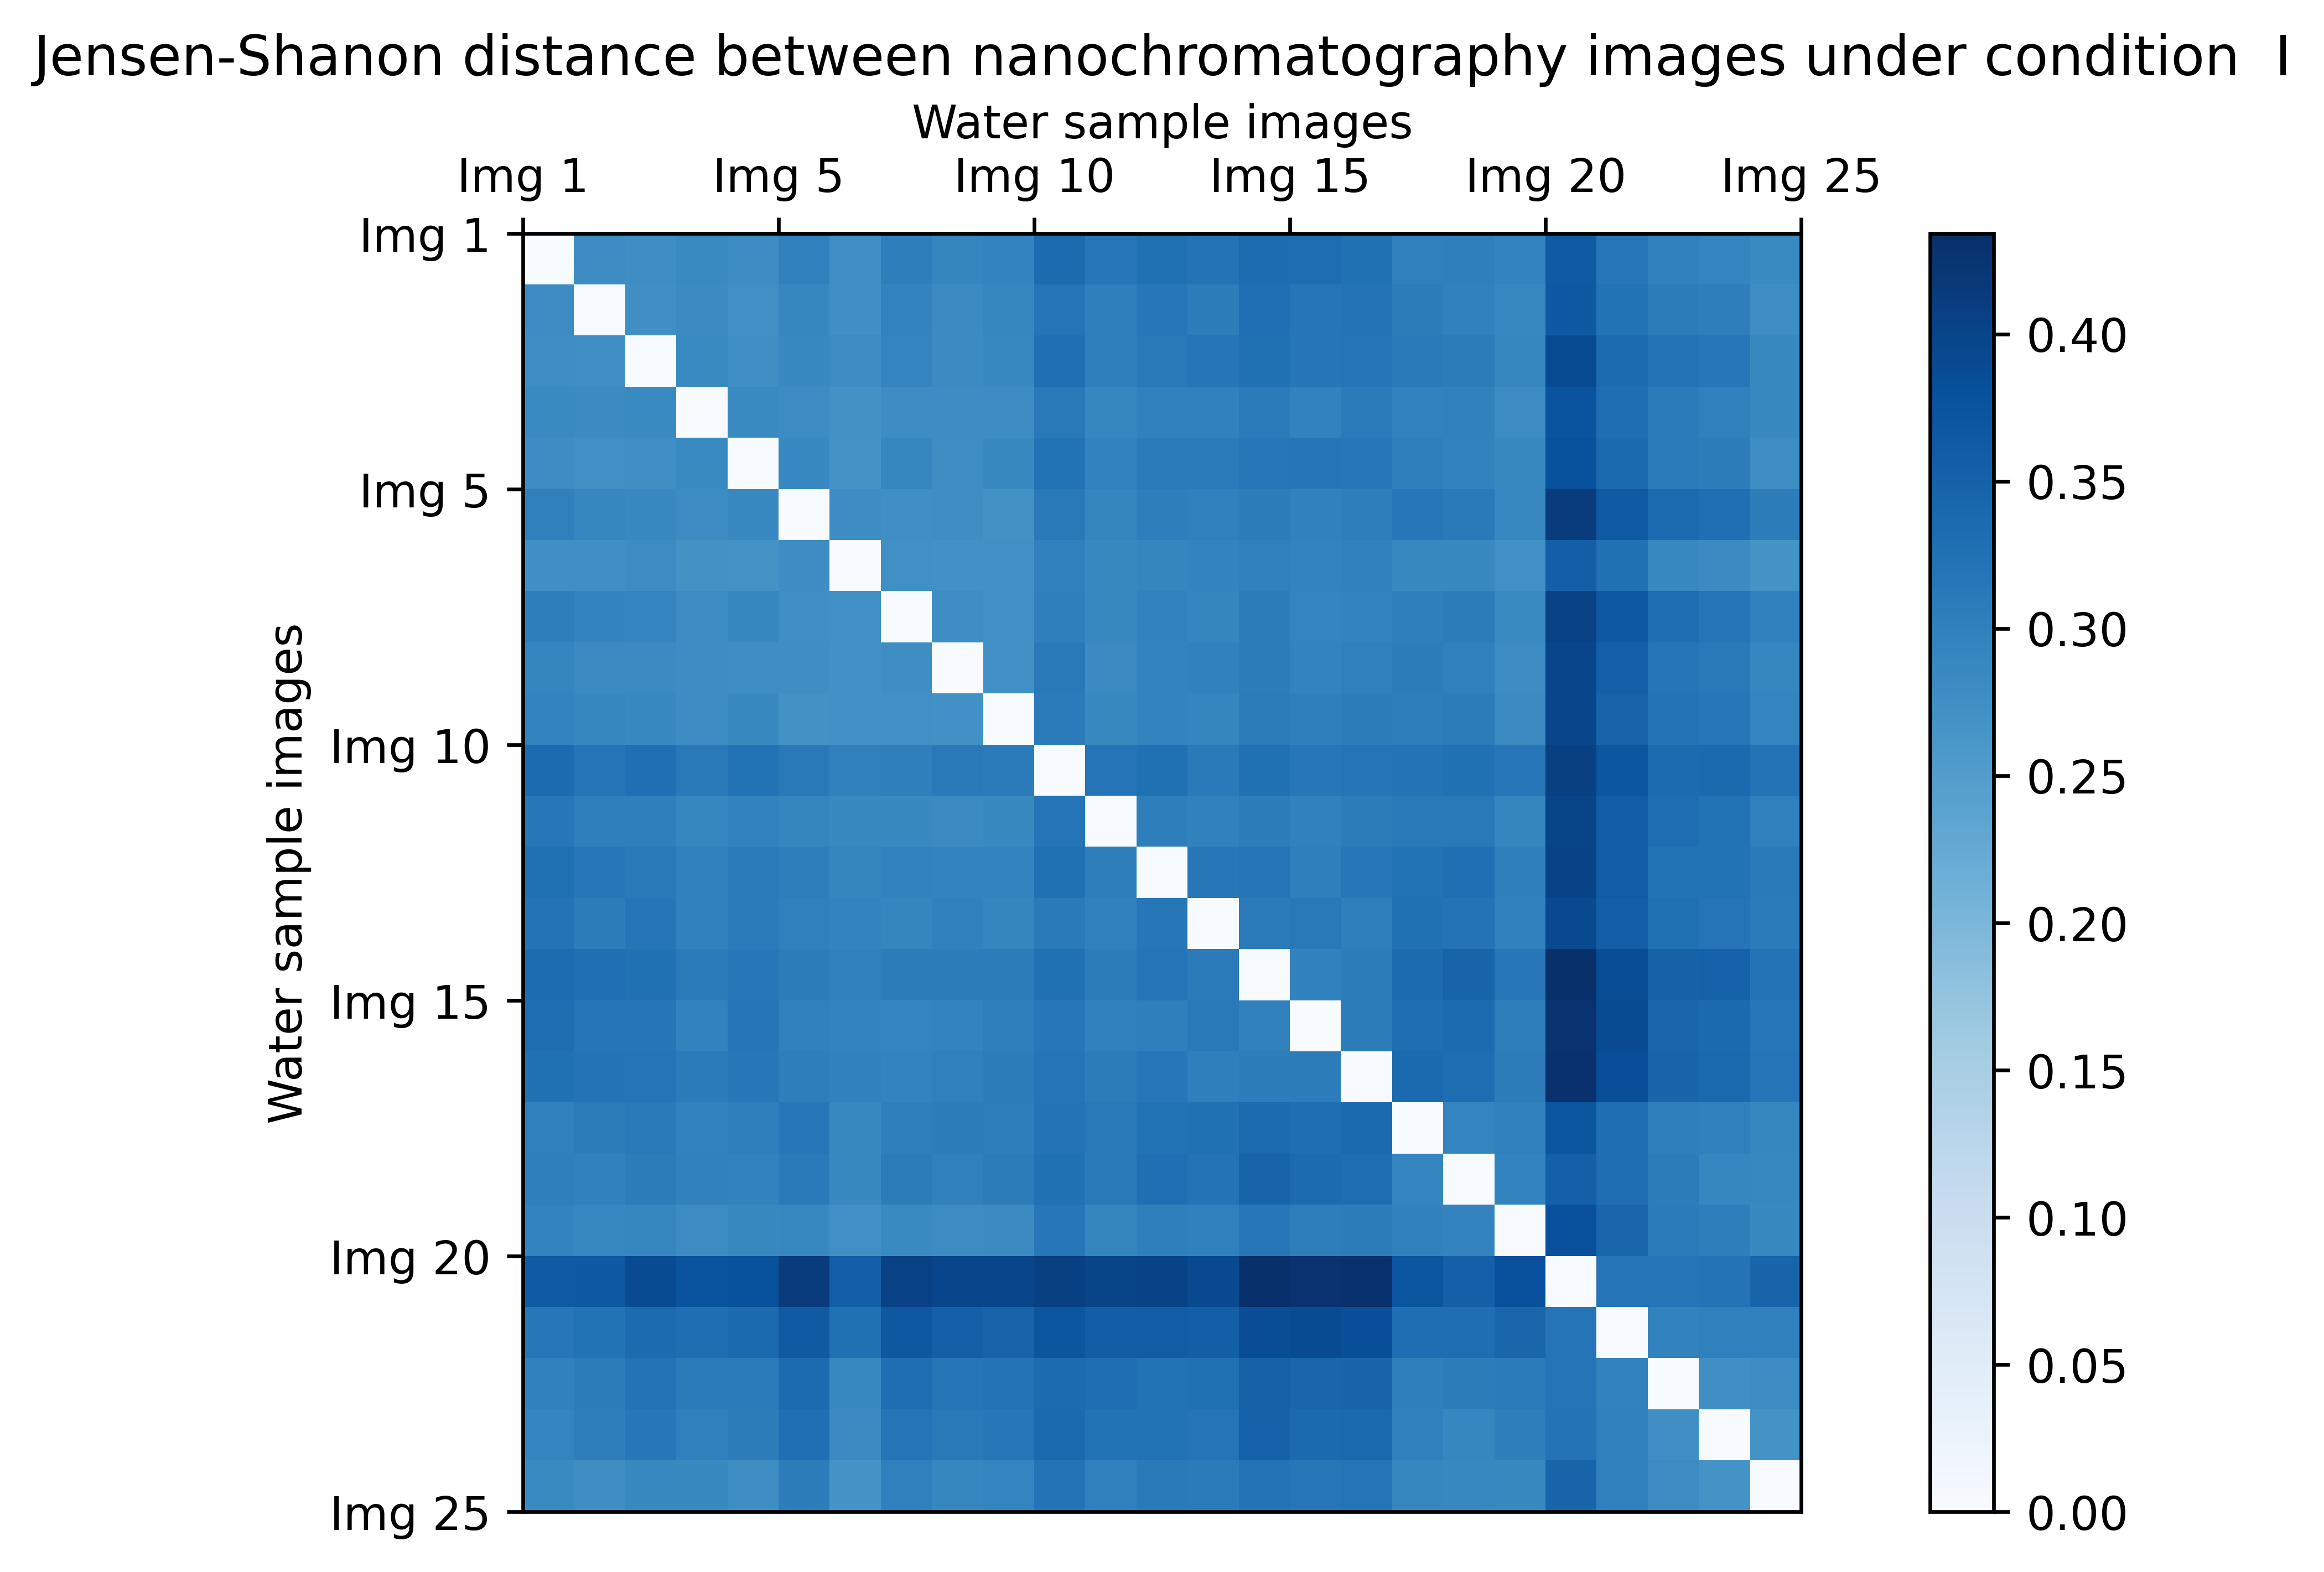 Jensen-Shanon distance between nanochromatography images under condition  I
Water sample images
Img 1 Img 5 Img 10 Img 15 Img 20 Img 25
Img 1
Img 5
Img 10
Img 15
Img 20
Img 25
Water sample images
0.40
0.35
0.30
0.25
0.20
0.15
0.10
0.05
0.00